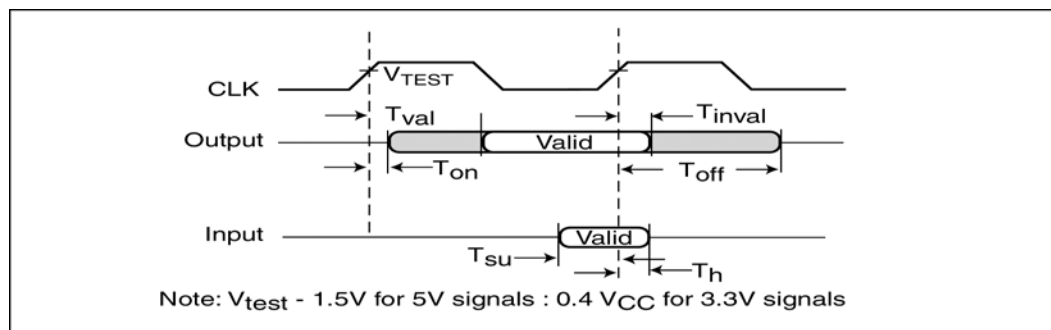 CLK
VTEST
Tval
Tinval
Output
Valid
Ton
Toff
Input
Valid
Tsu
Th
Note: Vtest - 1.5V for 5V signals : 0.4 VCC for 3.3V signals